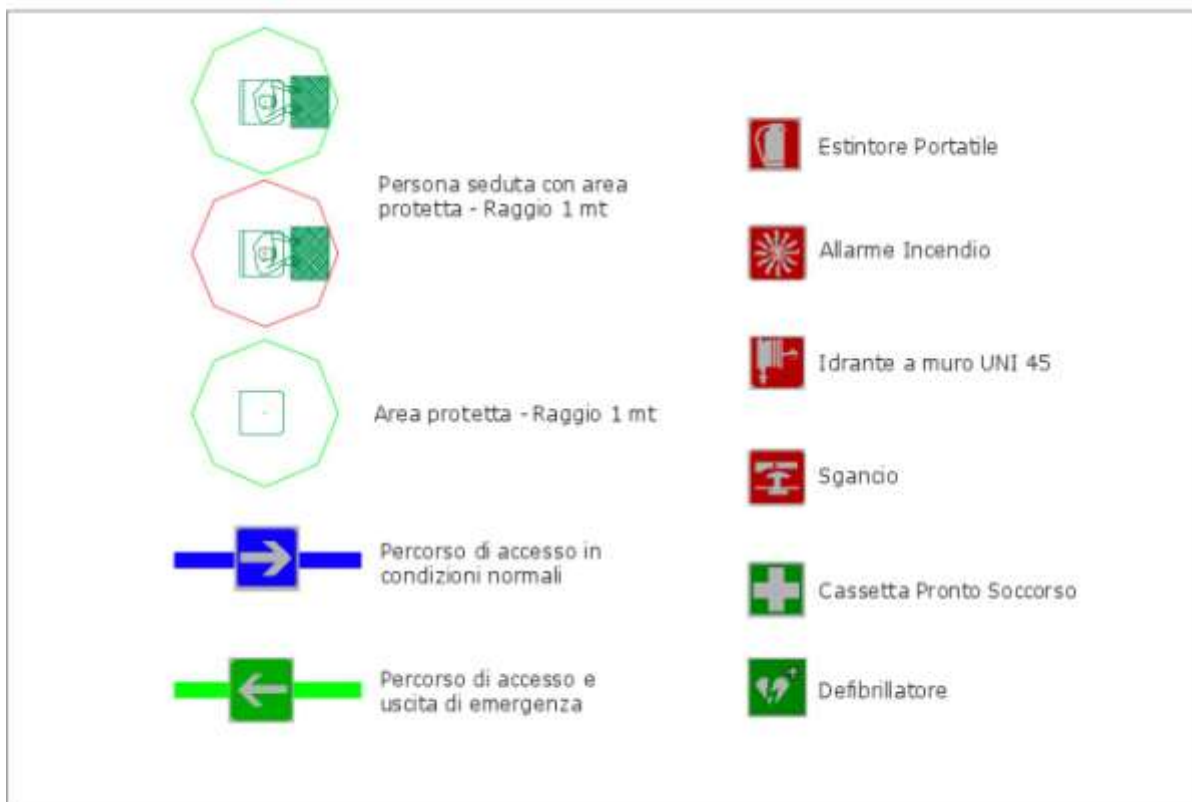 Persona seduta con area
protetta - Raggio 1 mt
Area protetta - Raggio 1 mt
Percorso di accesso in
condizioni normali
Percorso di accesso e
uscita di emergenza
Estintore Portatile
Allarme Incendio
Idrante a muro UNI 45
Sgancio
Cassetta Pronto Soccorso
Defibrillatore